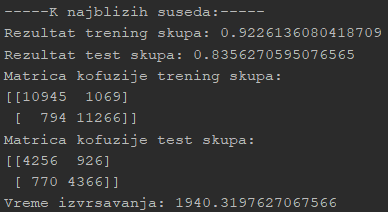 -----K najblizih suseda:-----
Rezultat trening skupa: 0.9226136080418709
Rezultat test skupa: 0.8356270595076565
Matrica kofuzije trening skupa:
[[10945  1069]
 [  794 11266]]
Matrica kofuzije test skupa:
[[4256  926]
 [ 770 4366]]
Vreme izvrsavanja: 1940.3197627067566